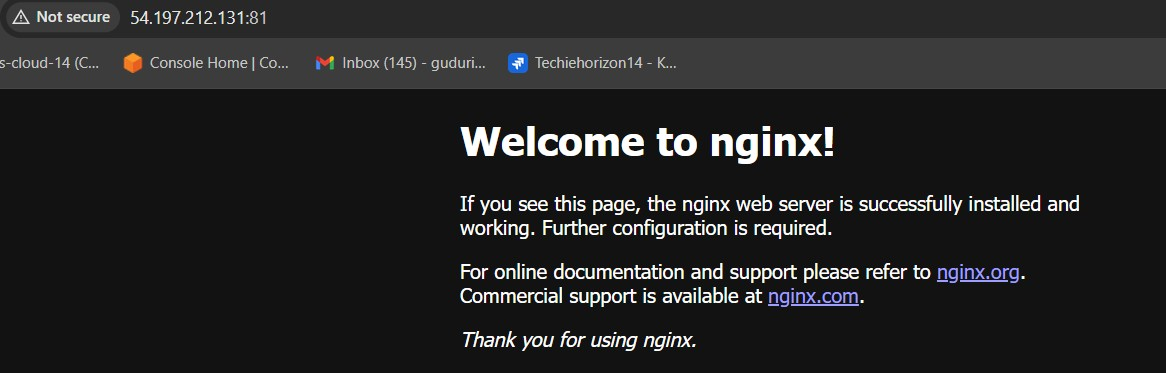 Not secure 54.197.212.131:81
s-cloud-14 (C... Console Home | Co... Inbox (145) - guduri... Techiehorizon14 - K...
Welcome to nginx!
If you see this page, the nginx web server is successfully installed and
working. Further configuration is required.
For online documentation and support please refer to nginx.org.
Commercial support is available at nginx.com.
Thank you for using nginx.